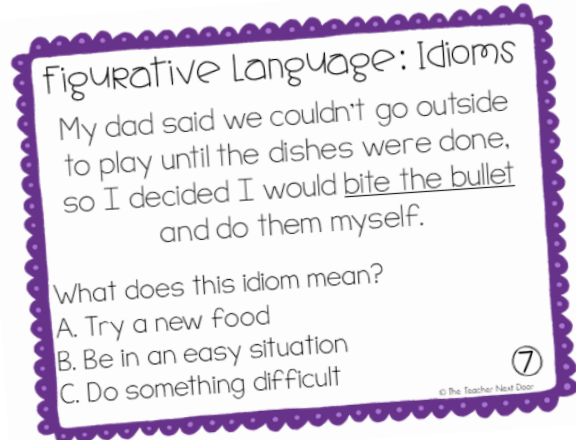 Figurative Language: Idioms
My dad said we couldn't go outside
to play until the dishes were done,
so I decided I would bite the bullet
and do them myself.
What does this idiom mean?
A. Try a new food
B. Be in an easy situation
C. Do something difficult
7
© The Teacher Next Door